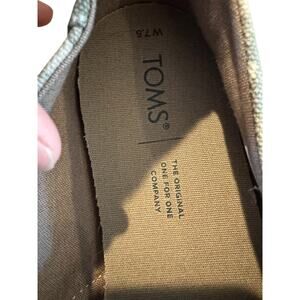 W7.5
TOMS®
THE ORIGINAL
ONE FOR ONE
COMPANY